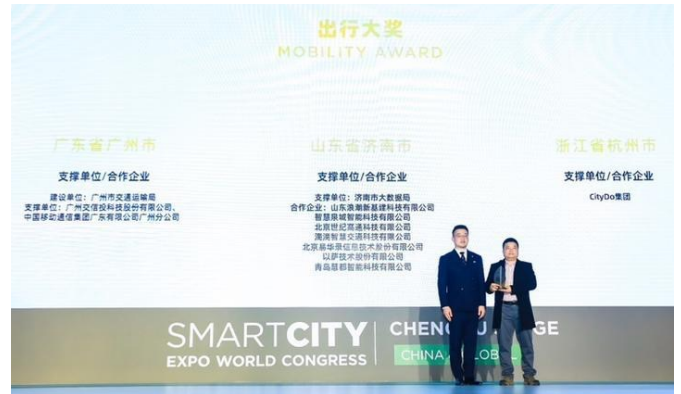 出行大奖
MOBILITY AWARD
广东省广州市
支撑单位/合作企业
建设单位：广州市交通运输局
支撑单位：广州交信投科技股份有限公司、
中国移动通信集团广东有限公司广州分公司
山东省济南市
支撑单位/合作企业
支撑单位：济南市大数据局
合作企业：山东浪潮新基建科技有限公司
智慧泉城智能科技有限公司
北京世纪高通科技有限公司
滴滴智慧交通科技有限公司
北京易华录信息技术股份有限公司
以萨技术股份有限公司
青岛慧都智能科技有限公司
浙江省杭州市
支撑单位/合作企业
CityDo集团
SMARTCITY
EXPO WORLD CONGRESS
CHINA